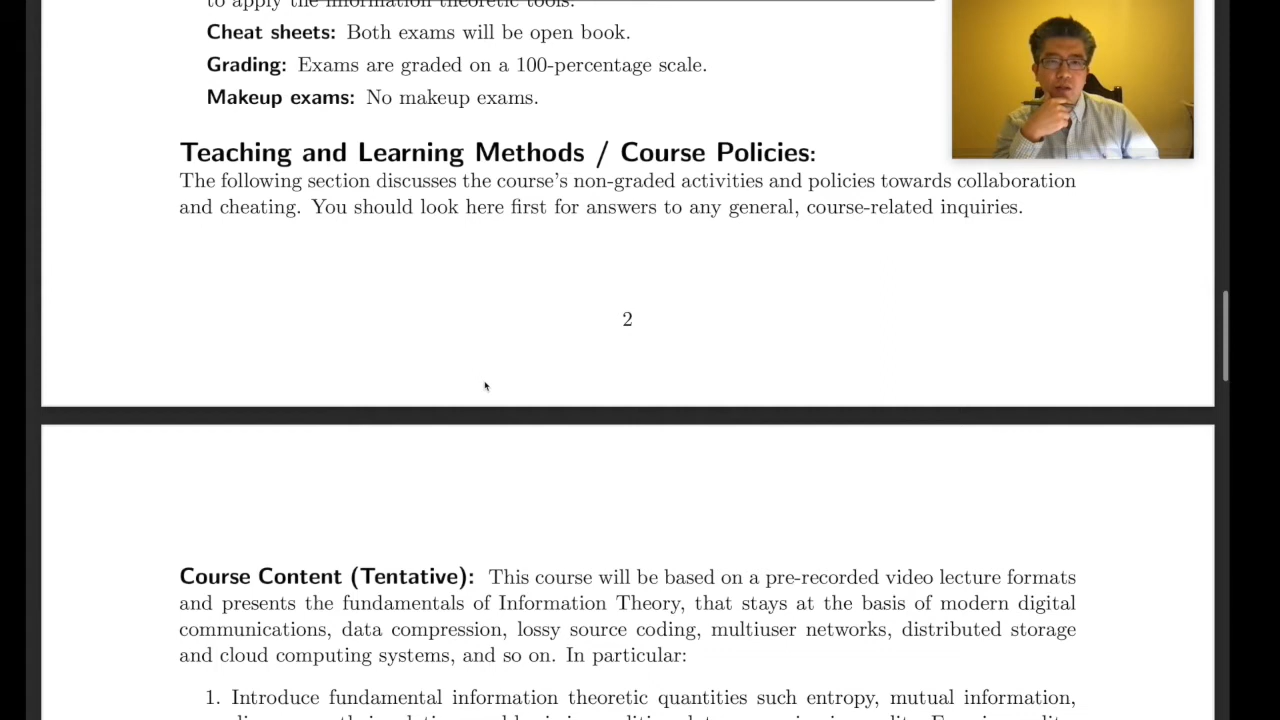 to apply the information theoretic tools.
Cheat sheets: Both exams will be open book.
Grading: Exams are graded on a 100-percentage scale.
Makeup exams: No makeup exams.
Teaching and Learning Methods / Course Policies:
The following section discusses the course's non-graded activities and policies towards collaboration
and cheating. You should look here first for answers to any general, course-related inquiries.
2
Course Content (Tentative): This course will be based on a pre-recorded video lecture formats
and presents the fundamentals of Information Theory, that stays at the basis of modern digital
communications, data compression, lossy source coding, multiuser networks, distributed storage
and cloud computing systems, and so on. In particular:
1. Introduce fundamental information theoretic quantities such entropy, mutual information,